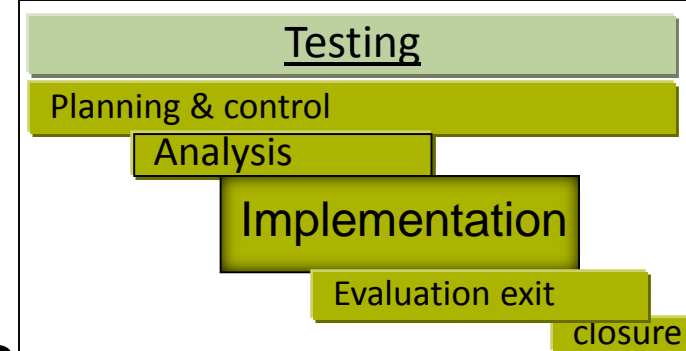 Testing
Planning & control
Analysis
Implementation
Evaluation exit
closure